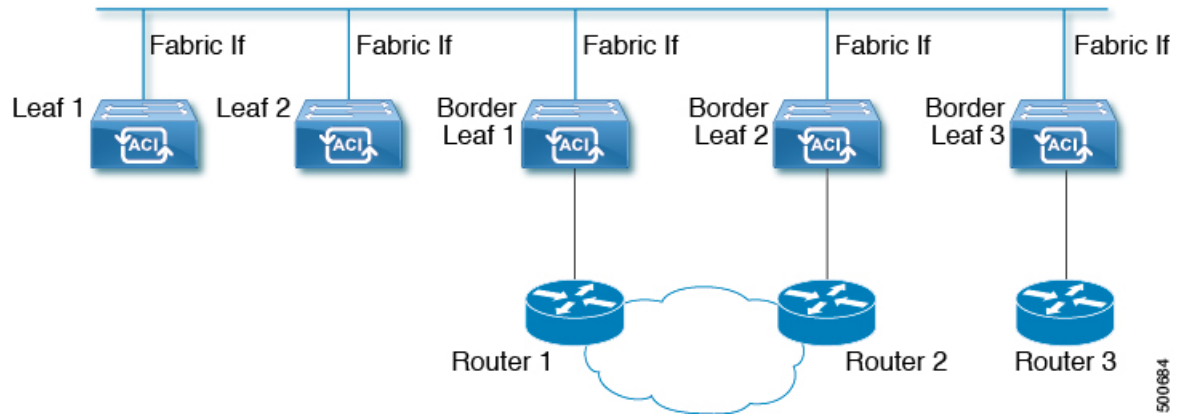 Fabric If
Fabric If
Fabric If
Fabric If
Fabric If
Leaf 1
Leaf 2
Border
Leaf 1
Border
Leaf 2
Border
Leaf 3
ACI
ACI
ACI
ACI
ACI
Router 1
Router 2
Router 3
500684